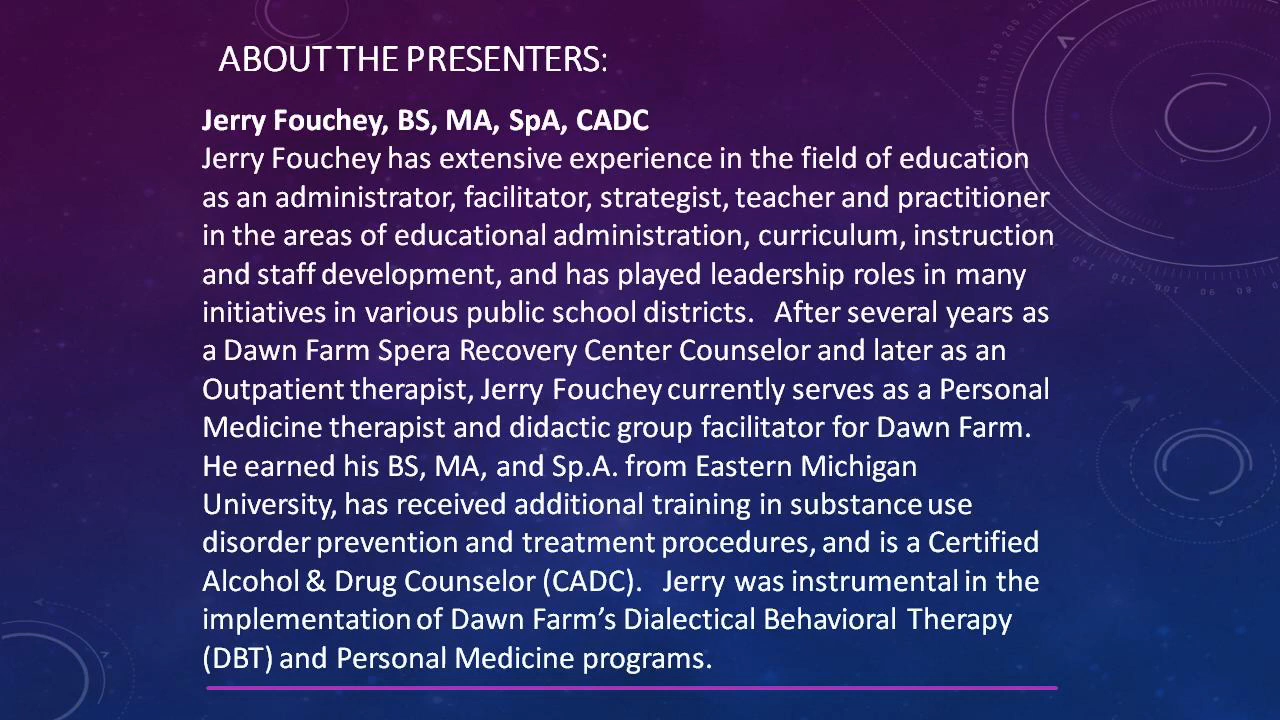 ABOUT THE PRESENTERS:
Jerry Fouchey, BS, MA, SpA, CADC
Jerry Fouchey has extensive experience in the field of education
as an administrator, facilitator, strategist, teacher and practitioner
in the areas of educational administration, curriculum, instruction
and staff development, and has played leadership roles in many
initiatives in various public school districts.   After several years as
a Dawn Farm Spera Recovery Center Counselor and later as an
Outpatient therapist, Jerry Fouchey currently serves as a Personal
Medicine therapist and didactic group facilitator for Dawn Farm.
He earned his BS, MA, and Sp.A. from Eastern Michigan
University, has received additional training in substance use
disorder prevention and treatment procedures, and is a Certified
Alcohol & Drug Counselor (CADC).   Jerry was instrumental in the
implementation of Dawn Farm’s Dialectical Behavioral Therapy
(DBT) and Personal Medicine programs.